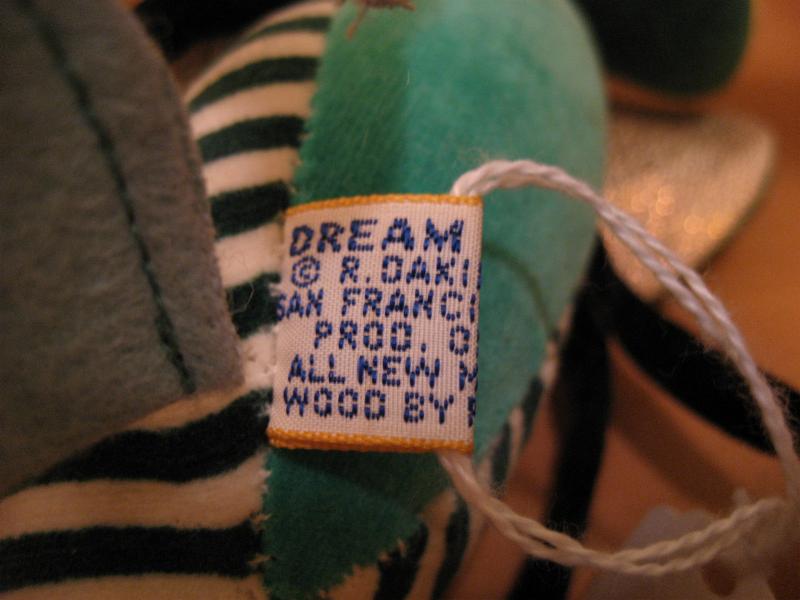 DREAM
© R. DAKI
SAN FRANC
PROD. O
ALL NEW M
WOOD BY